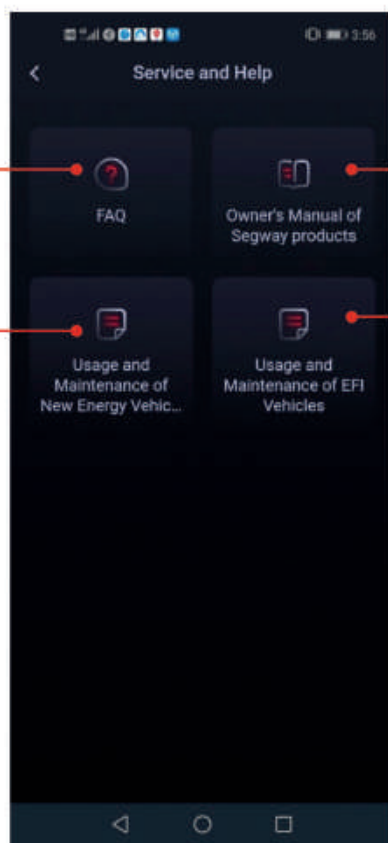 3:56
Service and Help
FAQ
Owner's Manual of
Segway products
Usage and
Maintenance of
New Energy Vehic...
Usage and
Maintenance of EFI
Vehicles